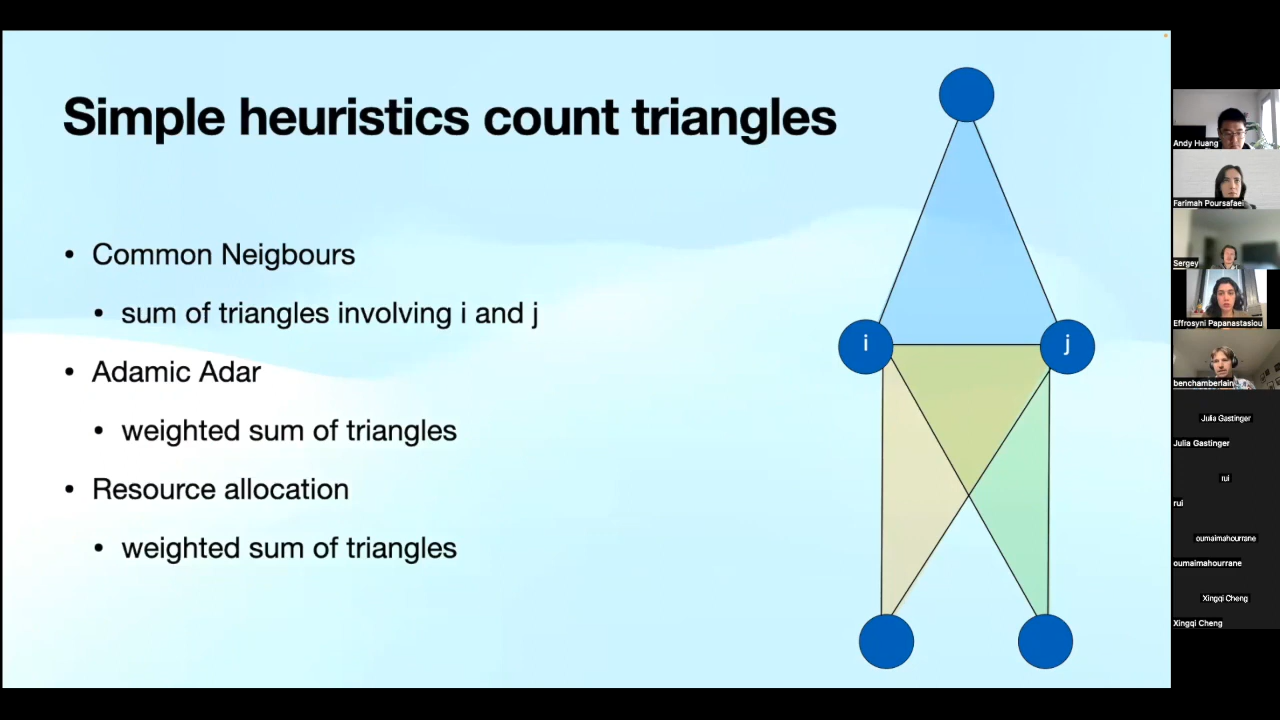 Simple heuristics count triangles
• Common Neigbours
• sum of triangles involving i and j
• Adamic Adar
• weighted sum of triangles
• Resource allocation
• weighted sum of triangles
i
j
Andy Huang
Farimah Poursafaei
Sergey
Effrosyni Papanastasiou
benchamberlain
Julia Gastinger
Julia Gastinger
rui
rui
oumaimahourrane
oumaimahourrane
Xingqi Cheng
Xingqi Cheng